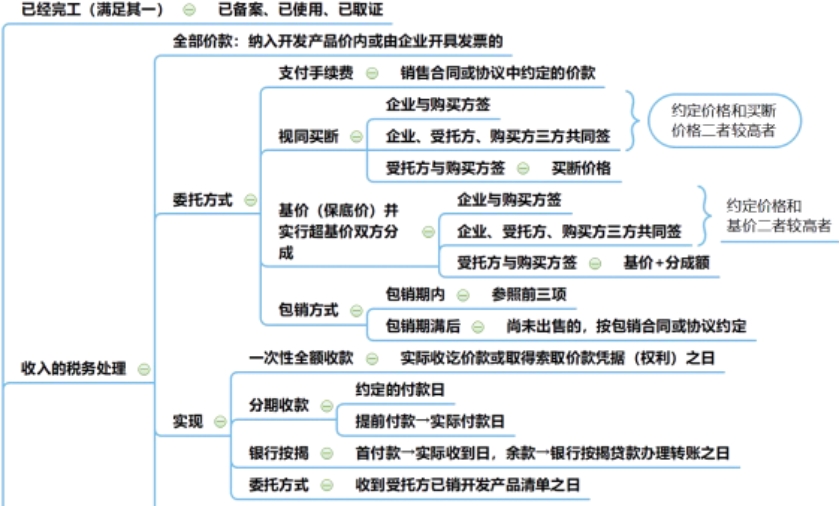 已经完工（满足其一） 已备案、已使用、已取证
全部价款：纳入开发产品价内或由企业开具发票的
支付手续费 销售合同或协议中约定的价款
企业与购买方签
视同买断 企业、受托方、购买方三方共同签
约定价格和买断
价格二者较高者
受托方与购买方签 买断价格
委托方式
基价（保底价）并
实行超基价双方分
成
企业与购买方签
企业、受托方、购买方三方共同签
约定价格和
基价二者较高者
受托方与购买方签 基价+分成额
包销方式
包销期内 参照前三项
包销期满后 尚未出售的，按包销合同或协议约定
收入的税务处理
一次性全额收款 实际收讫价款或取得索取价款凭据（权利）之日
实现
分期收款
约定的付款日
提前付款→实际付款日
银行按揭 首付款→实际收到日，余款→银行按揭贷款办理转账之日
委托方式 收到受托方已销开发产品清单之日